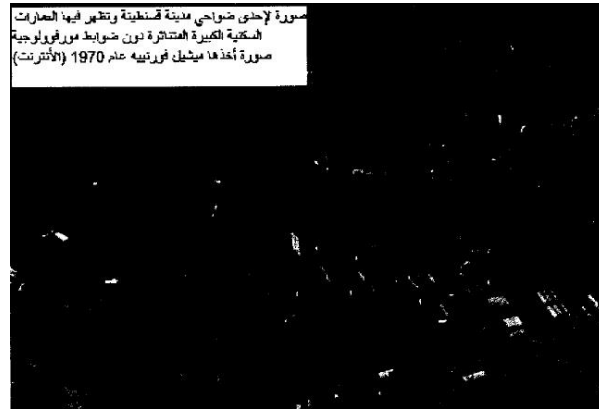 صورة لإحدى ضواحي مدينة قسنطينة وتظهر فيها العمارات
السكنية الكبيرة المتناثرة دون ضوابط مورفوولوجية
صورة أخذها ميشيل فورنييه عام 1970 (الأنترنت)